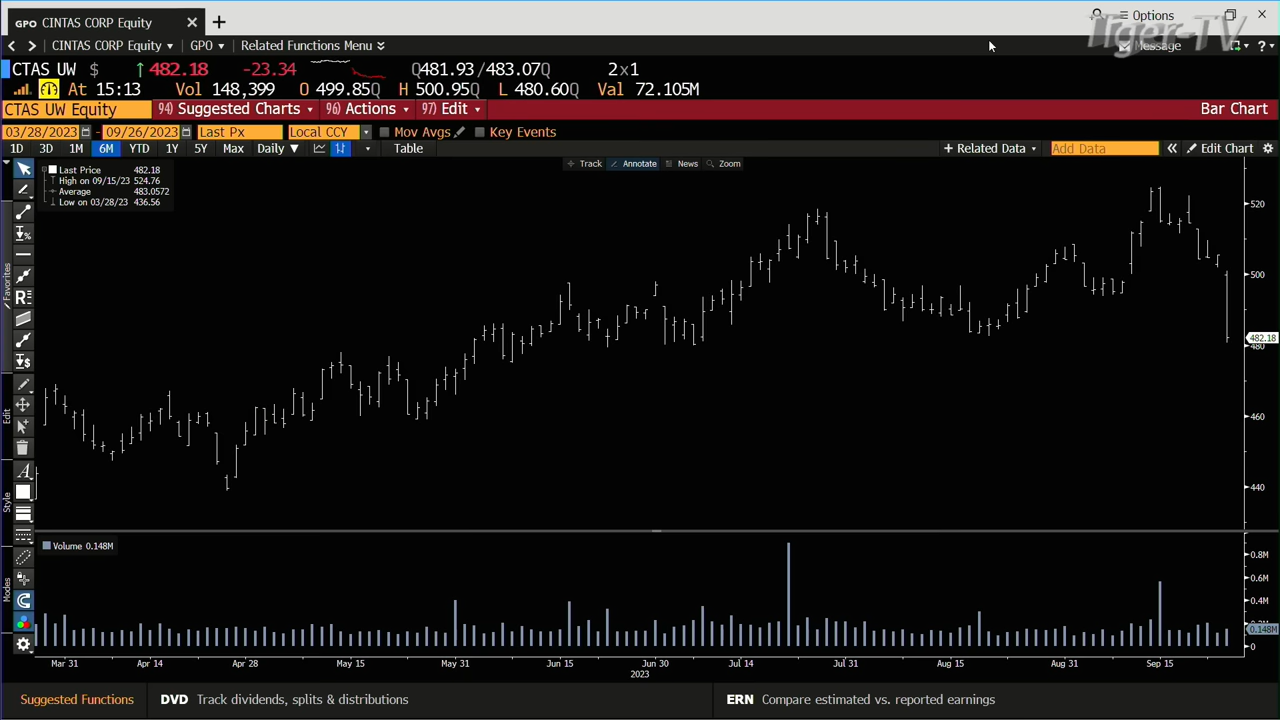 GPO CINTAS CORP Equity
Options
Tiger-TV
CINTAS CORP Equity GPO Related Functions Menu Message
CTAS UW $ 482.18 -23.34 Q481.93/483.07Q 2x1
At 15:13 Vol 148,399 O 499.85Q H 500.95Q L 480.60Q Val 72.105M
CTAS UW Equity 94) Suggested Charts 96) Actions 97) Edit Bar Chart
03/28/2023 - 09/26/2023 Last Px Local CCY Mov Avgs Key Events
1D 3D 1M 6M YTD 1Y 5Y Max Daily ▼ Table + Related Data Add Data « Edit Chart
Track Annotate News Zoom
Last Price 482.18
High on 09/15/23 524.76
Average 483.0572
Low on 03/28/23 436.56
520
500
482.18
480
460
440
Favorites
Edit
Style
Modes
Volume 0.148M
0.8M
0.6M
0.4M
0.148M
0
Mar 31 Apr 14 Apr 28 May 15 May 31 Jun 15 Jun 30 Jul 14 Jul 31 Aug 15 Aug 31 Sep 15
2023
Suggested Functions DVD Track dividends, splits & distributions ERN Compare estimated vs. reported earnings